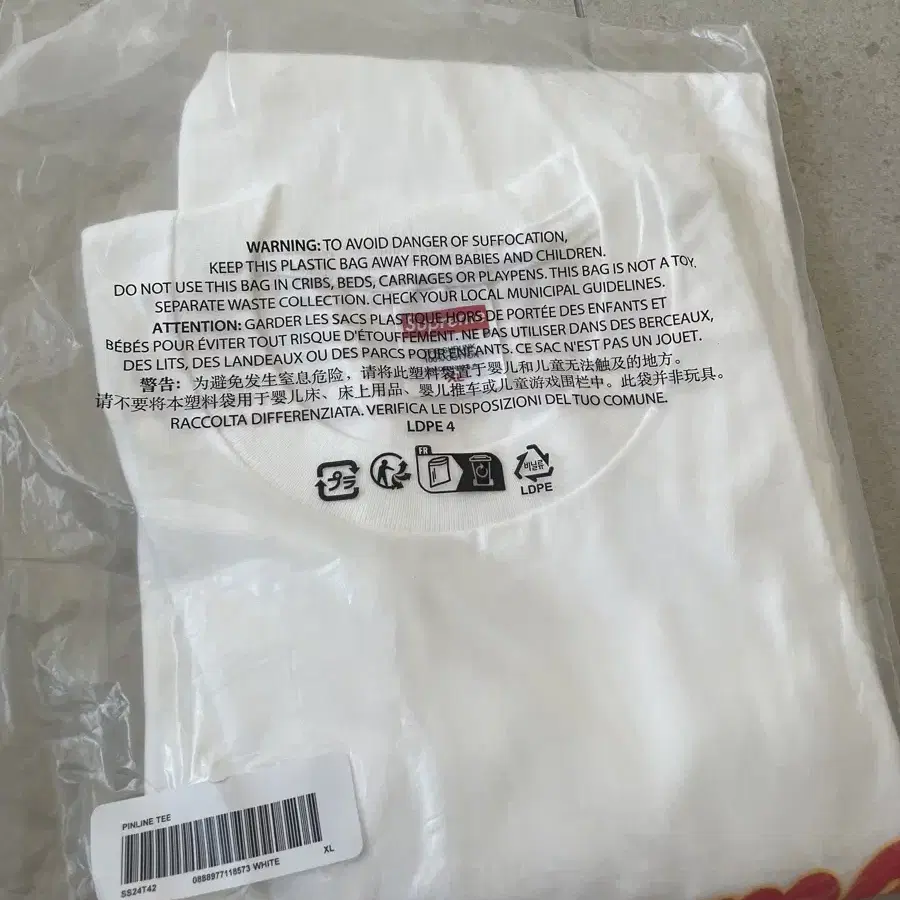 WARNING: TO AVOID DANGER OF SUFFOCATION,
KEEP THIS PLASTIC BAG AWAY FROM BABIES AND CHILDREN.
DO NOT USE THIS BAG IN CRIBS, BEDS, CARRIAGES OR PLAYPENS. THIS BAG IS NOT A TOY.
SEPARATE WASTE COLLECTION. CHECK YOUR LOCAL MUNICIPAL GUIDELINES.
ATTENTION: GARDER LES SACS PLASTIQUE HORS DE PORTÉE DES ENFANTS ET
BÉBÉS POUR ÉVITER TOUT RISQUE D'ÉTOUFFEMENT. NE PAS UTILISER DANS DES BERCEAUX,
DES LITS, DES LANDEAUX OU DES PARCS POUR ENFANTS. CE SAC N'EST PAS UN JOUET.
警告: 为避免发生窒息危险，请将此塑料袋置于婴儿和儿童无法触及的地方。
请不要将本塑料袋用于婴儿床、床上用品、婴儿推车或儿童游戏围栏中。此袋并非玩具。
RACCOLTA DIFFERENZIATA. VERIFICA LE DISPOSIZIONI DEL TUO COMUNE.
LDPE 4
Supreme
XL
プラ
FR
비닐류
LDPE
PINLINE TEE
XL
0888977118573 WHITE
SS24T42